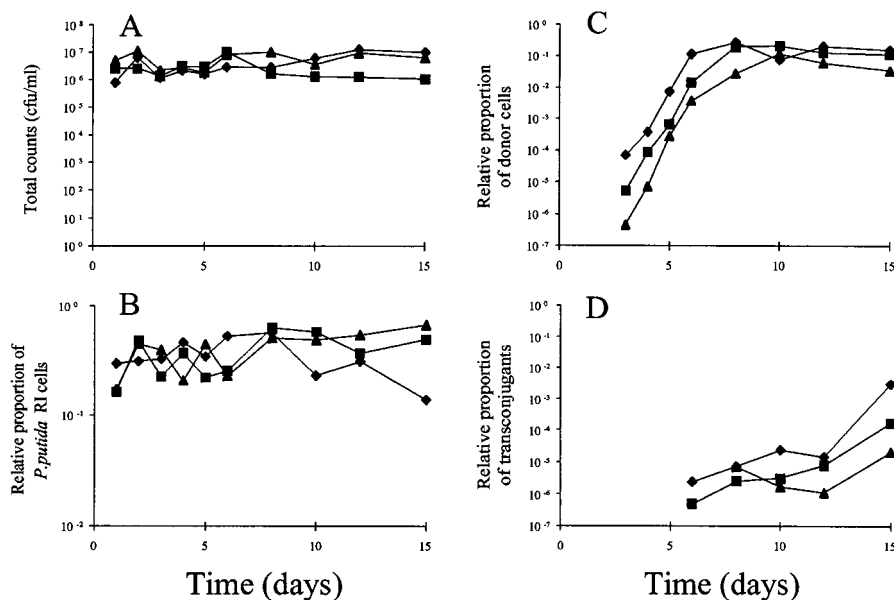 A
Total counts (cfu/ml)
10⁸
10⁷
10⁶
10⁵
10⁴
10³
10²
10¹
10⁰
0 5 10 15
C
Relative proportion
of donor cells
10⁰
10⁻¹
10⁻²
10⁻³
10⁻⁴
10⁻⁵
10⁻⁶
10⁻⁷
0 5 10 15
B
Relative proportion of
P.putida RI cells
10⁰
10⁻¹
10⁻²
0 5 10 15
Time (days)
D
Relative proportion
of transconjugants
10⁰
10⁻¹
10⁻²
10⁻³
10⁻⁴
10⁻⁵
10⁻⁶
10⁻⁷
0 5 10 15
Time (days)